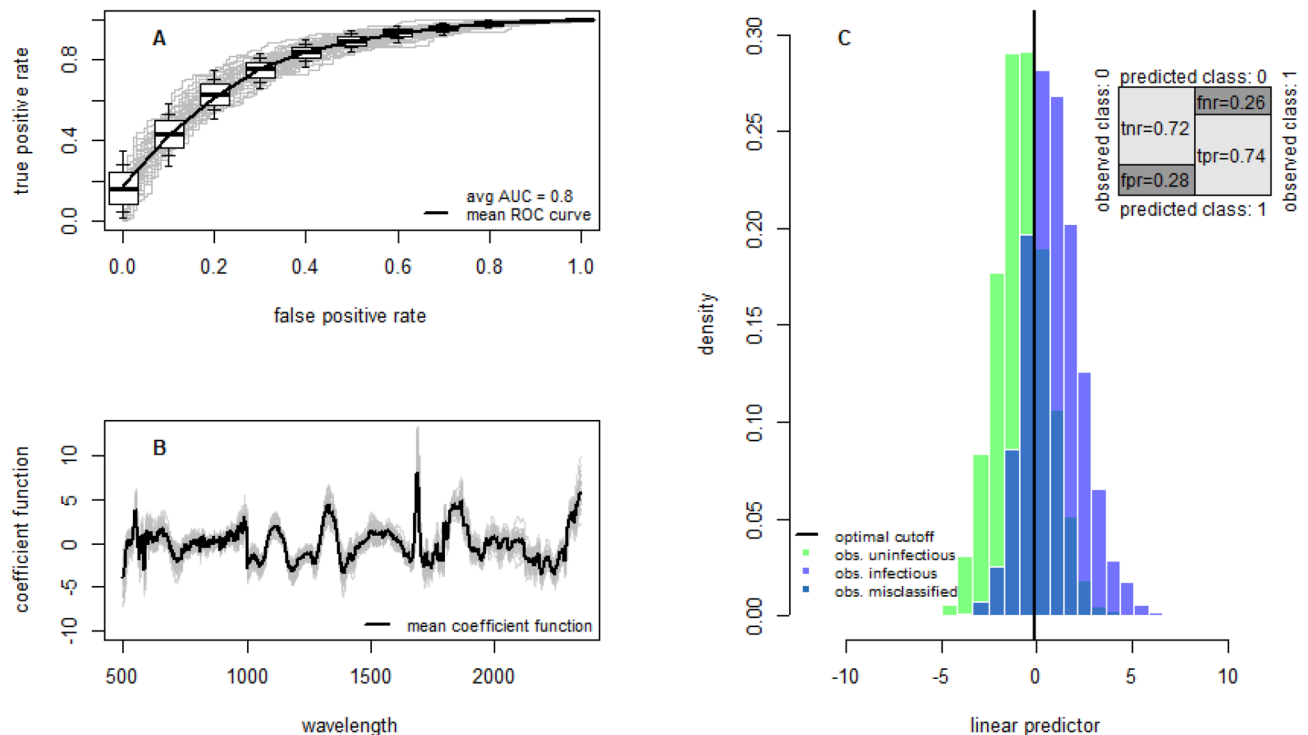 A
true positive rate
0.0
0.4
0.8
avg AUC = 0.8
mean ROC curve
0.0
0.2
0.4
0.6
0.8
1.0
false positive rate
B
coefficient function
-10
-5
0
5
10
mean coefficient function
500
1000
1500
2000
wavelength
C
density
0.00
0.05
0.10
0.15
0.20
0.25
0.30
predicted class: 0
observed class: 0
observed class: 1
fnr=0.26
tnr=0.72
tpr=0.74
fpr=0.28
predicted class: 1
optimal cutoff
obs. uninfectious
obs. infectious
obs. misclassified
-10
-5
0
5
10
linear predictor